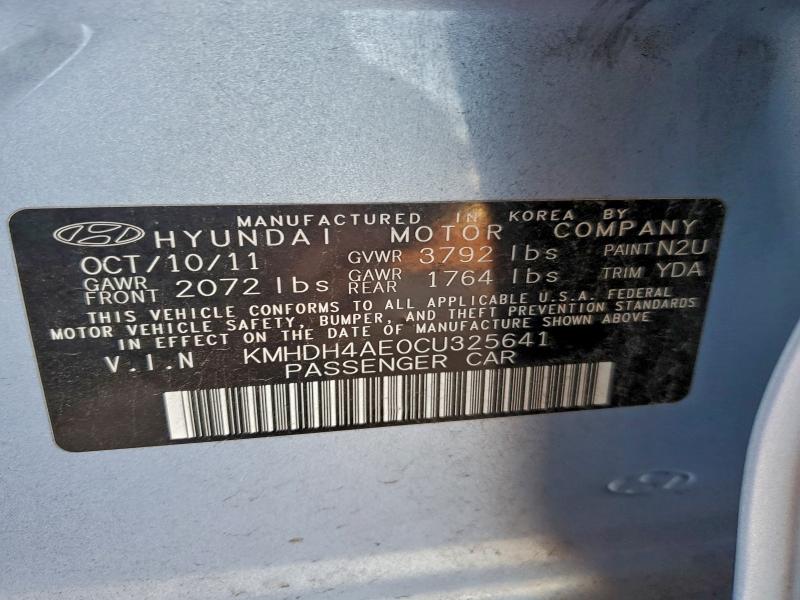 MANUFACTURED IN KOREA BY
HYUNDAI MOTOR COMPANY
OCT/10/11 GVWR 3792 lbs PAINT N2U
GAWR FRONT 2072 lbs GAWR REAR 1764 lbs TRIM YDA
THIS VEHICLE CONFORMS TO ALL APPLICABLE U.S.A. FEDERAL
MOTOR VEHICLE SAFETY, BUMPER, AND THEFT PREVENTION STANDARDS
IN EFFECT ON THE DATE OF MANUFACTURE SHOWN ABOVE
V.I.N KMHDH4AE0CU325641
PASSENGER CAR